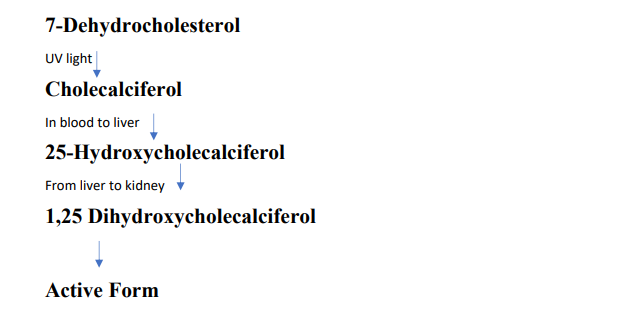 7-Dehydrocholesterol
UV light
Cholecalciferol
In blood to liver
25-Hydroxycholecalciferol
From liver to kidney
1,25 Dihydroxycholecalciferol
Active Form